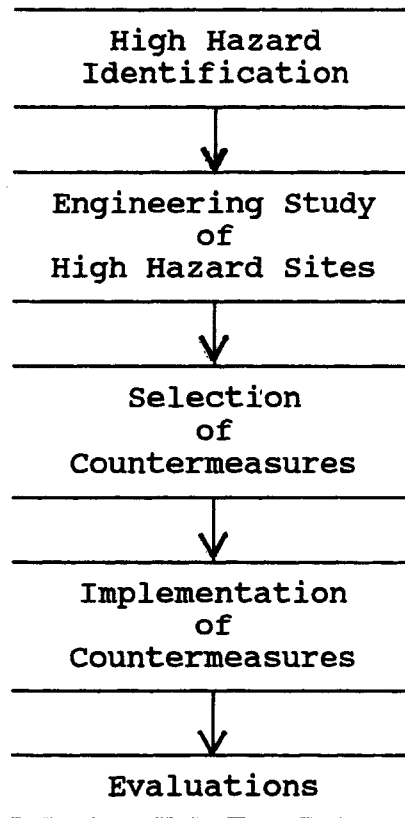 High Hazard
Identification
Engineering Study
of
High Hazard Sites
Selection
of
Countermeasures
Implementation
of
Countermeasures
Evaluations